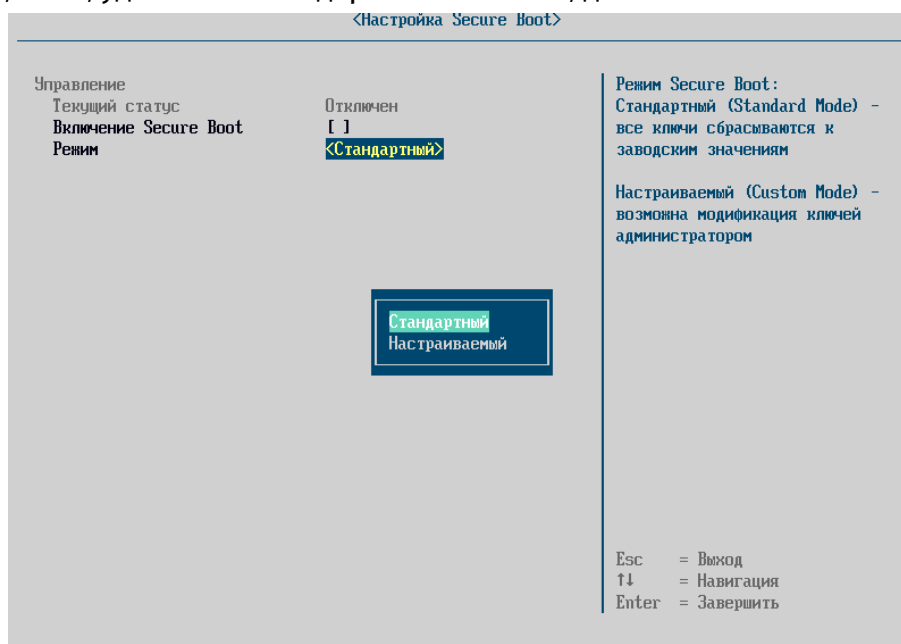 <Настройка Secure Boot>
Управление
Текущий статус Отключен
Включение Secure Boot [ ]
Режим <Стандартный>
Режим Secure Boot:
Стандартный (Standard Mode) -
все ключи сбрасываются к
заводским значениям
Настраиваемый (Custom Mode) -
возможна модификация ключей
администратором
Стандартный
Настраиваемый
Esc = Выход
↑↓ = Навигация
Enter = Завершить